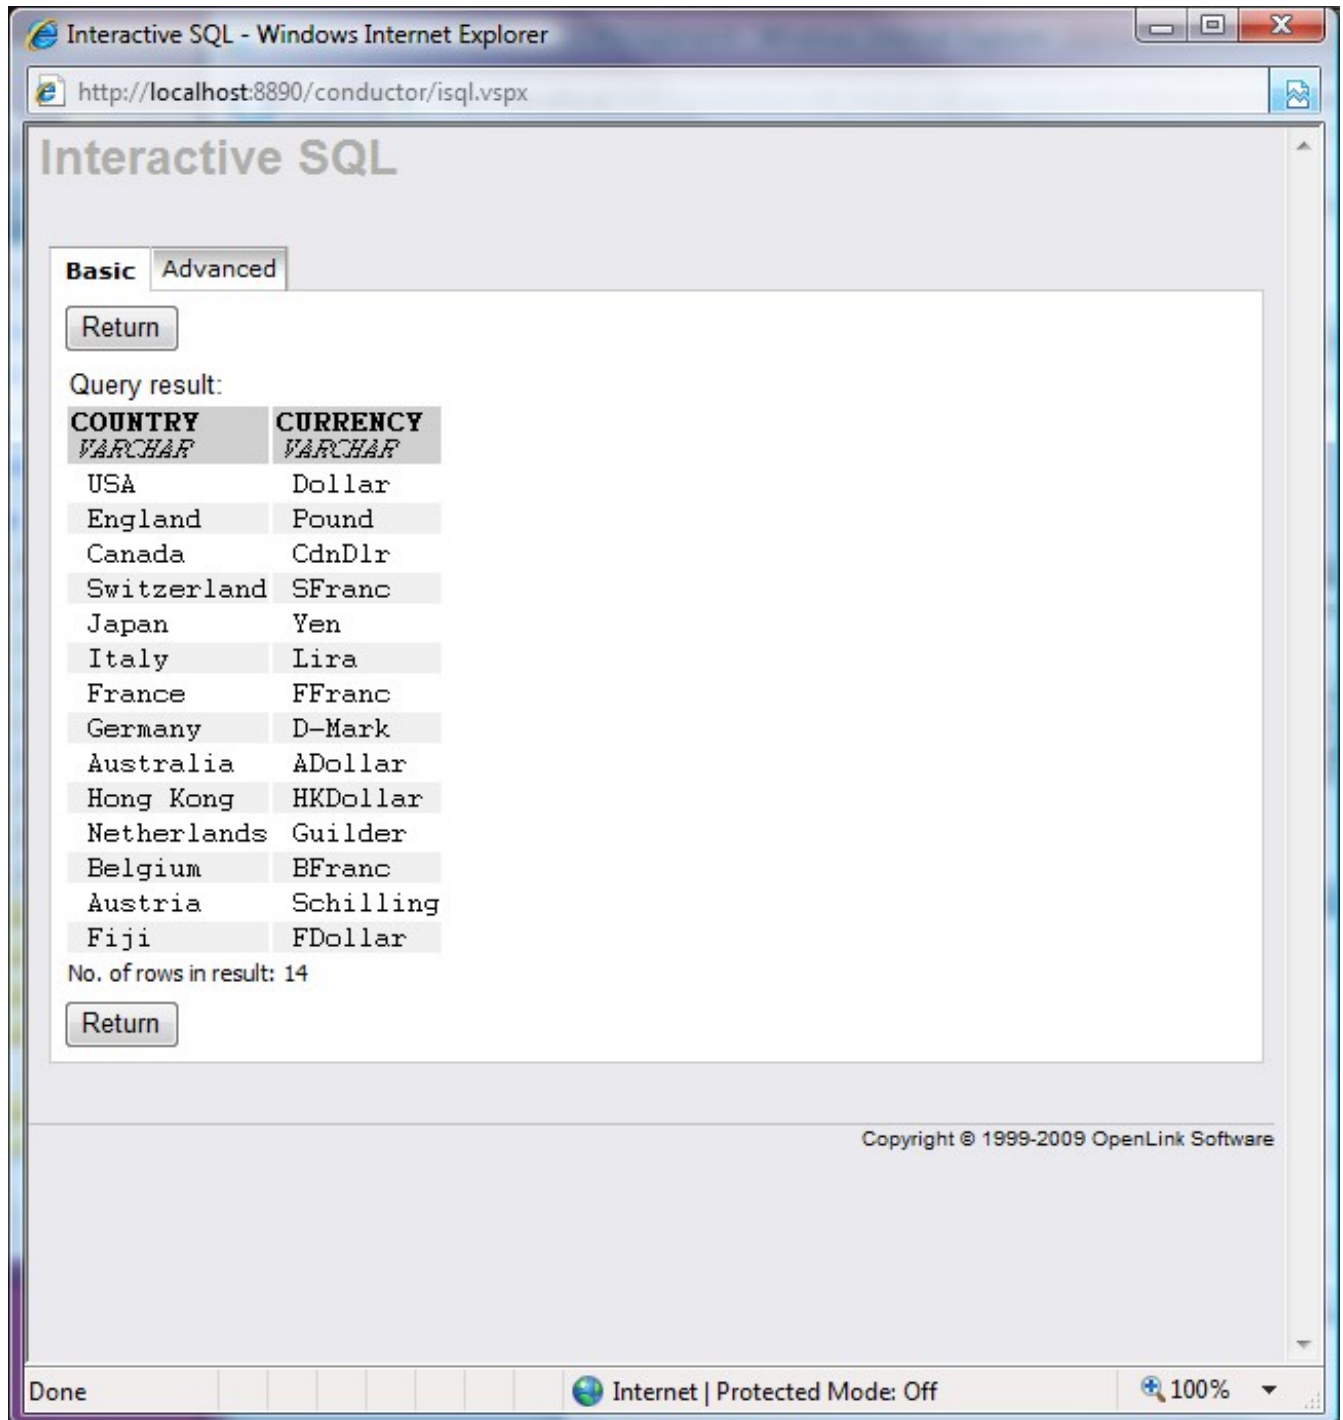 Interactive SQL - Windows Internet Explorer
http://localhost:8890/conductor/isql.vspx
Interactive SQL
Basic Advanced
Return
Query result:
COUNTRY CURRENCY
VARCHAR VARCHAR
USA Dollar
England Pound
Canada CdnDlr
Switzerland SFranc
Japan Yen
Italy Lira
France FFranc
Germany D-Mark
Australia ADollar
Hong Kong HKDollar
Netherlands Guilder
Belgium BFranc
Austria Schilling
Fiji FDollar
No. of rows in result: 14
Return
Copyright © 1999-2009 OpenLink Software
Done Internet | Protected Mode: Off 100%